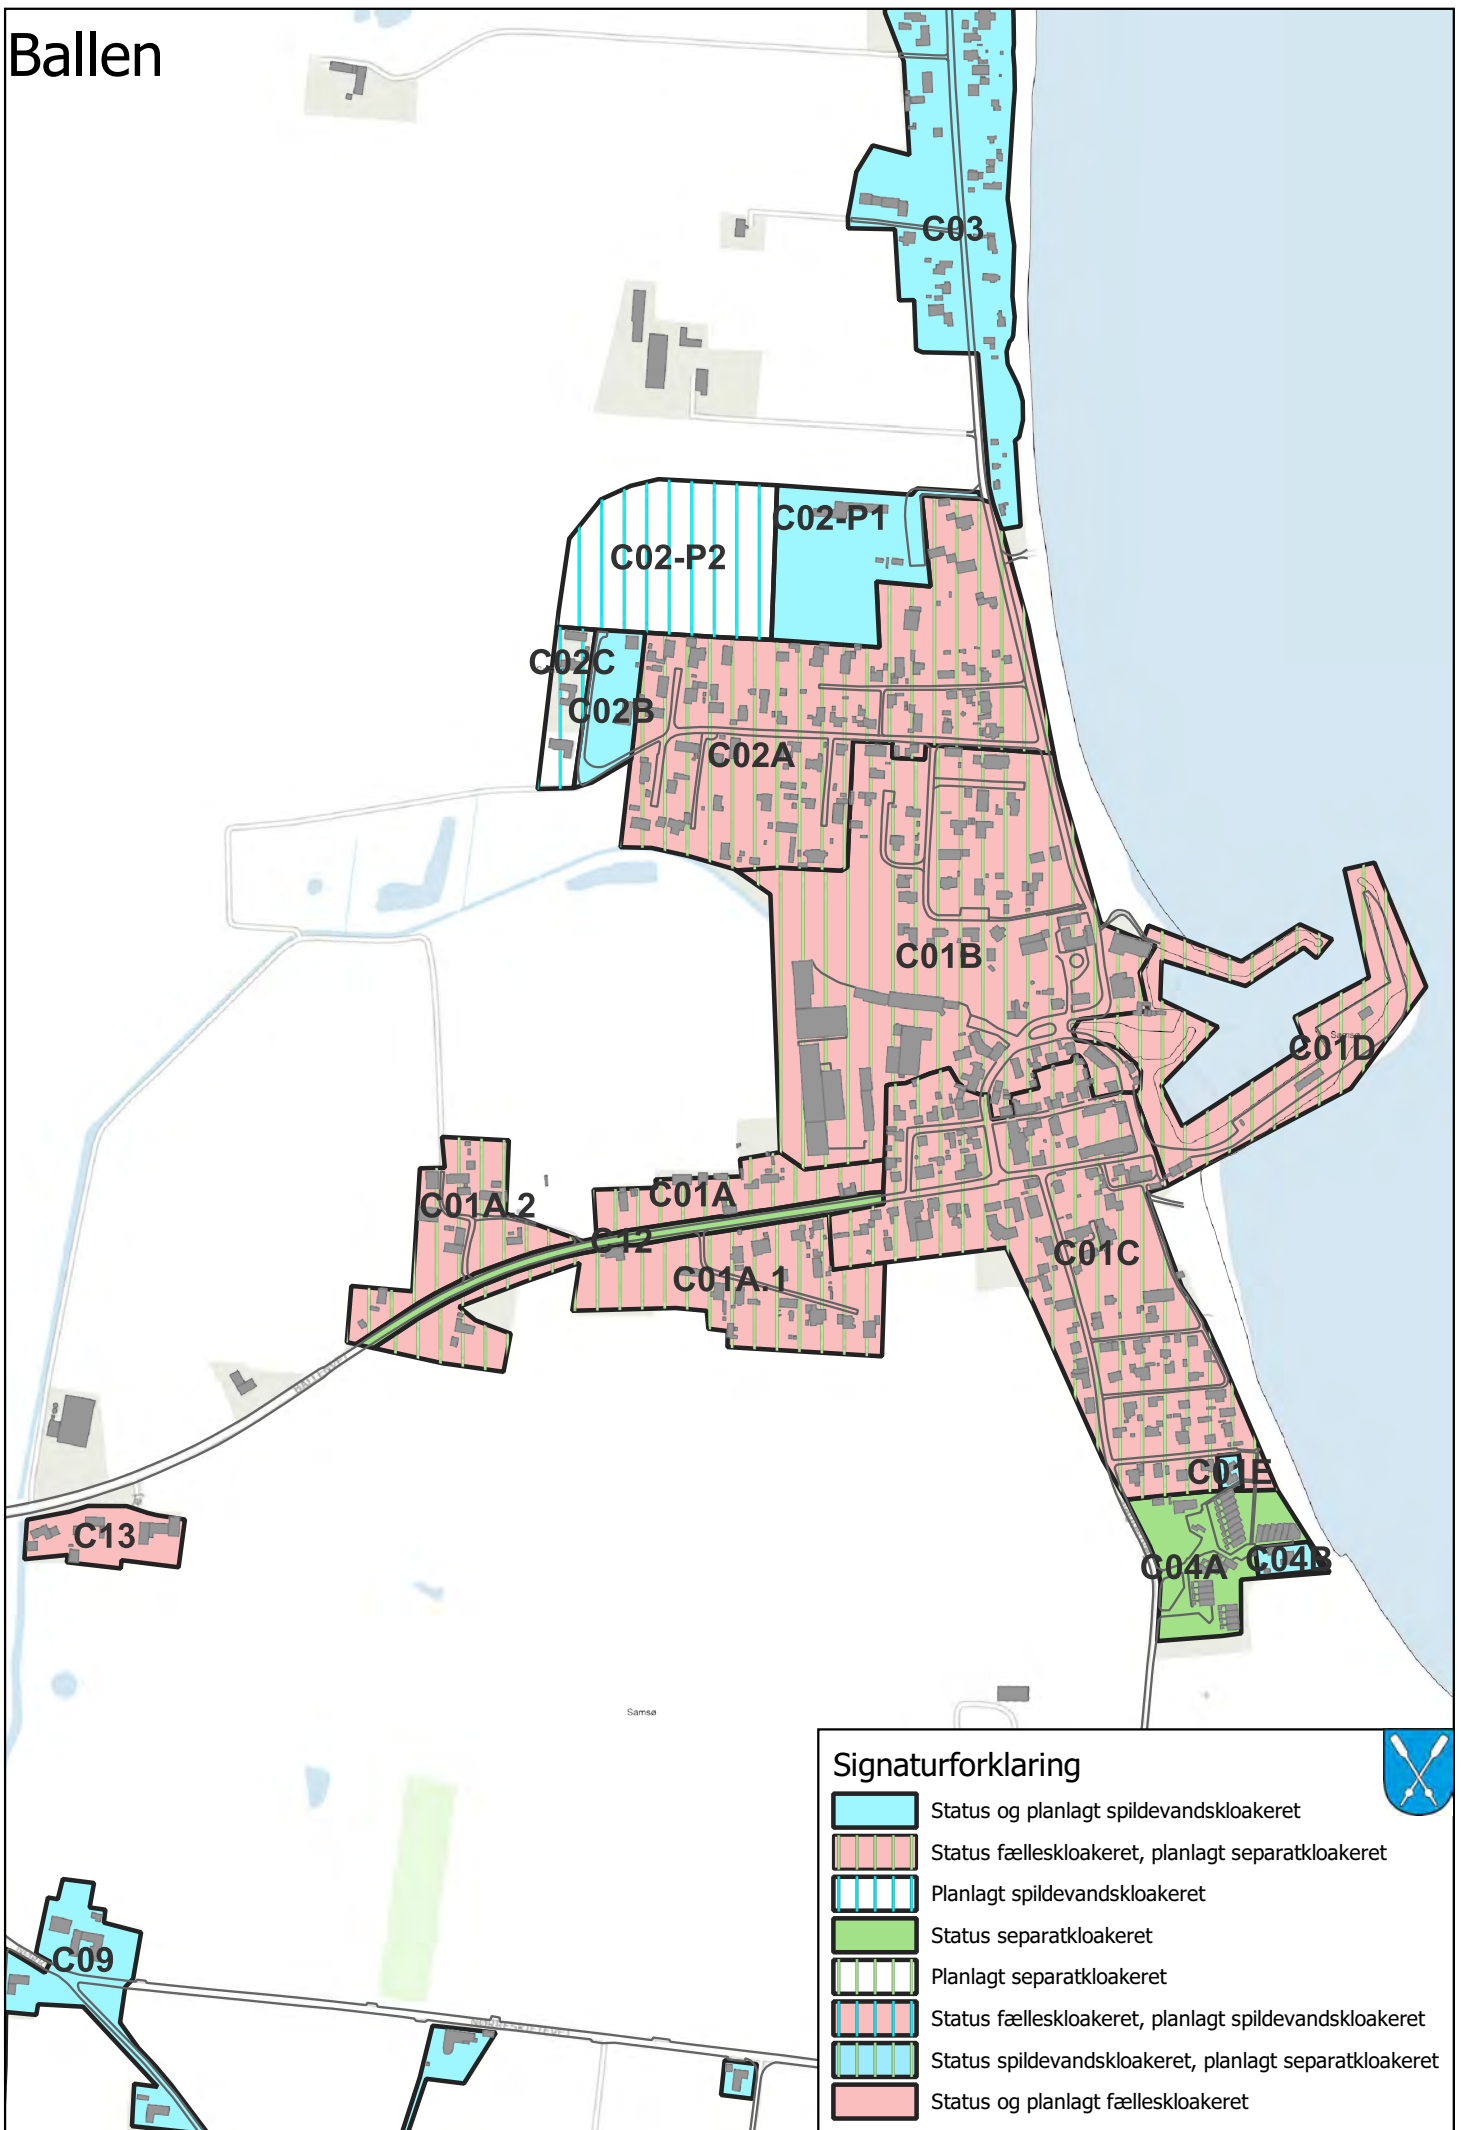 Ballen
C03
C02-P1
C02-P2
C02C
C02B
C02A
C01B
Samsø
C01D
C01A
C01A.2
C12
C01C
C01A.1
C01E
C13
C04B
C04A
Samsø
Signaturforklaring
Status og planlagt spildevandskloakeret
Status fælleskloakeret, planlagt separatkloakeret
Planlagt spildevandskloakeret
Status separatkloakeret
Planlagt separatkloakeret
Status fælleskloakeret, planlagt spildevandskloakeret
Status spildevandskloakeret, planlagt separatkloakeret
Status og planlagt fælleskloakeret
C09